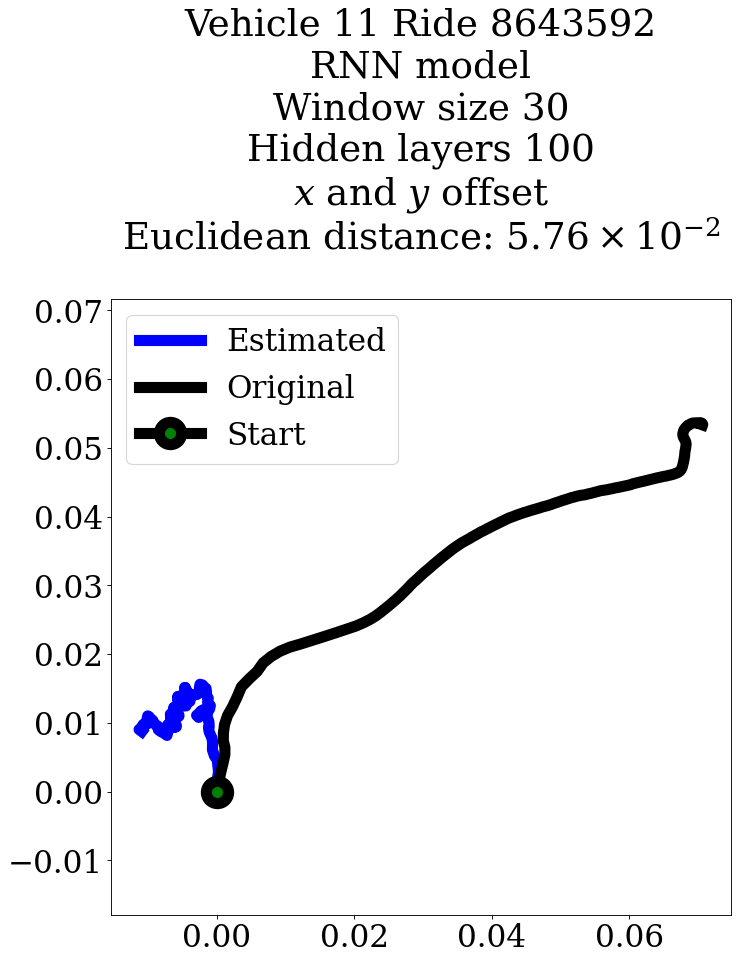 Vehicle 11 Ride 8643592
RNN model
Window size 30
Hidden layers 100
x and y offset
Euclidean distance: 5.76 × 10⁻²
0.07
0.06
0.05
0.04
0.03
0.02
0.01
0.00
−0.01
Estimated
Original
Start
0.00 0.02 0.04 0.06